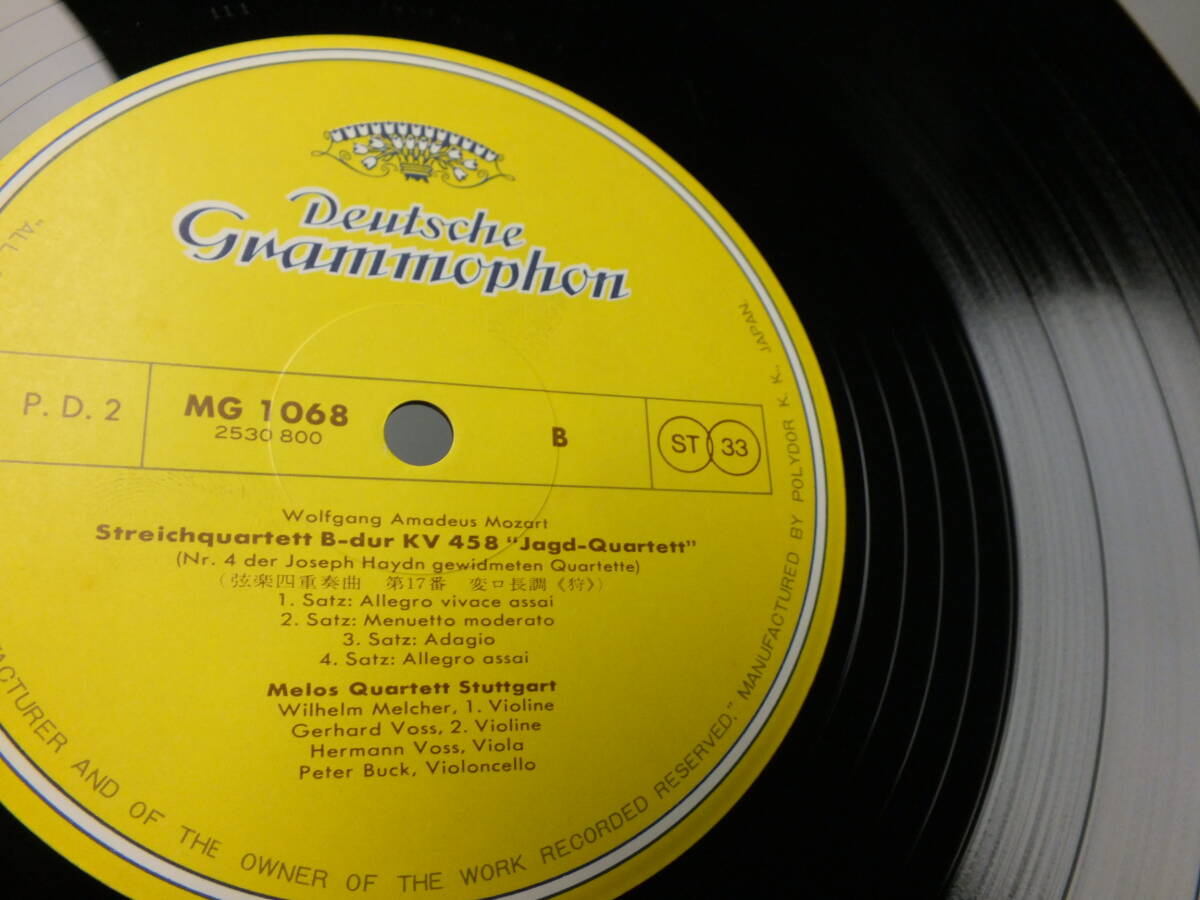 Deutsche
Grammophon
P. D. 2
MG 1068
2530 800
B
ST 33
Wolfgang Amadeus Mozart
Streichquartett B-dur KV 458 "Jagd-Quartett"
(Nr. 4 der Joseph Haydn gewidmeten Quartette)
(弦楽四重奏曲 第17番 変ロ長調《狩》)
1. Satz: Allegro vivace assai
2. Satz: Menuetto moderato
3. Satz: Adagio
4. Satz: Allegro assai
Melos Quartett Stuttgart
Wilhelm Melcher, 1. Violine
Gerhard Voss, 2. Violine
Hermann Voss, Viola
Peter Buck, Violoncello
"ALL
FACTURER AND OF THE OWNER OF THE WORK RECORDED RESERVED." MANUFACTURED BY POLYDOR K. K., JAPAN.